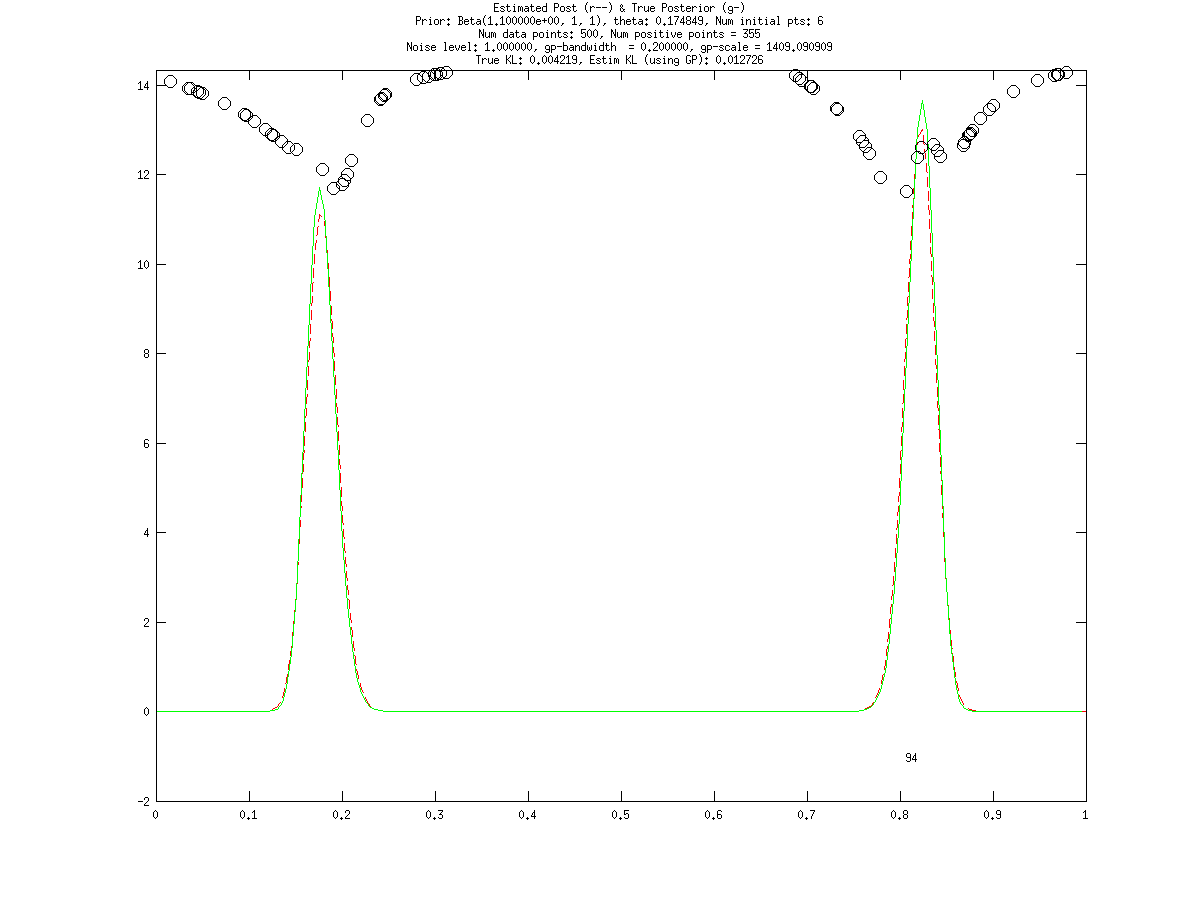 Estimated Post (r--) & True Posterior (g-)
Prior: Beta(1.100000e+00, 1, 1), theta: 0.174849, Num initial pts: 6
Num data points: 500, Num positive points = 355
Noise level: 1.000000, gp-bandwidth  = 0.200000, gp-scale = 1409.090909
True KL: 0.004219, Estim KL (using GP): 0.012726
14
12
10
8
6
4
2
0
94
-2
0 0.1 0.2 0.3 0.4 0.5 0.6 0.7 0.8 0.9 1